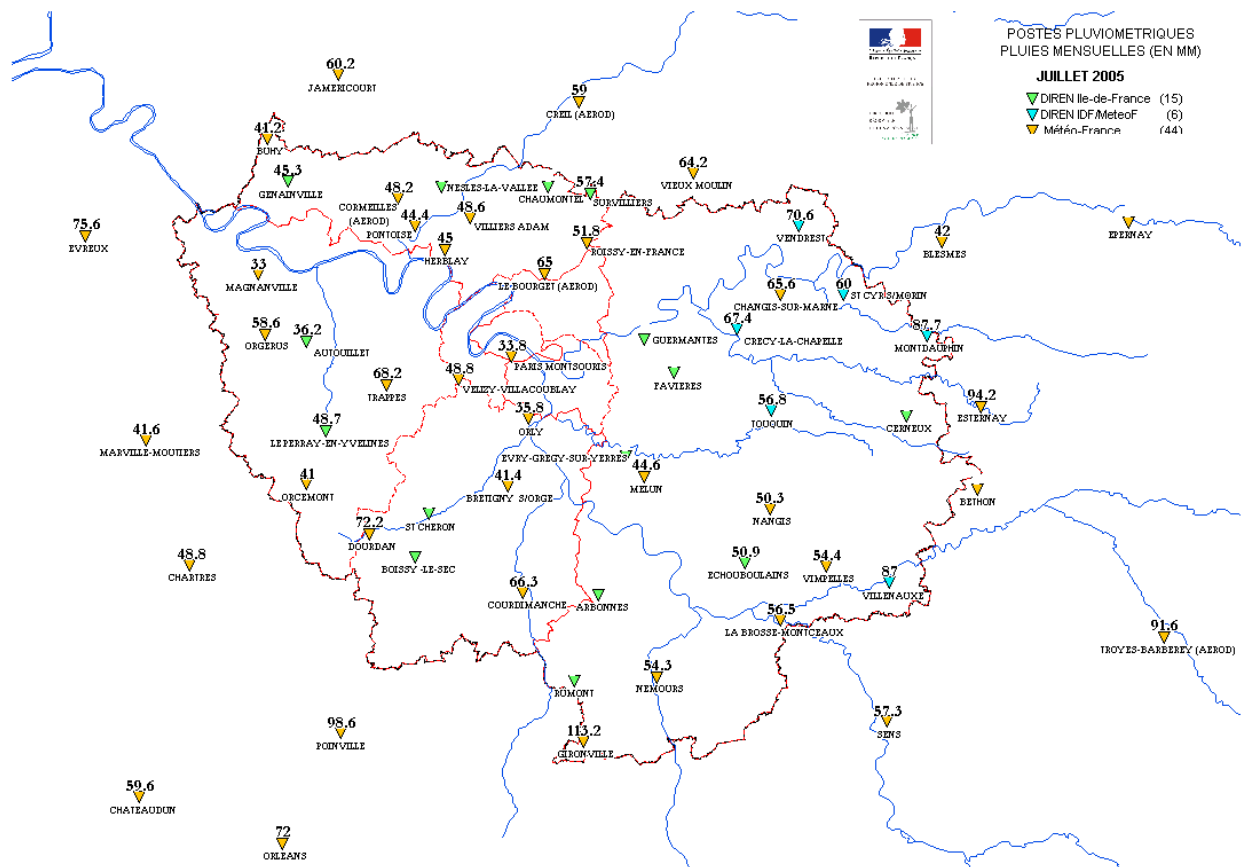 POSTES PLUVIOMETRIQUES
PLUIES MENSUELLES (EN MM)
JUILLET 2005
DIREN Ile-de-France (15)
DIREN IDF/MeteoF (6)
Météo-France (44)
60.2
JAMERICOURT
59
CREIL (AEROD)
41.2
BUHY
45.3
GENAINVILLE
48.2
CORMEILLES
(AEROD)
NESLES-LA-VALLEE
CHAUMONTEL
57.4
SURVILLIERS
64.2
VIEUX MOULIN
44.4
PONTOISE
48.6
VILLIERS ADAM
70.6
VENDREST
42
BLESMES
EPERNAY
75.6
EVREUX
45
HERBLAY
51.8
ROISSY-EN-FRANCE
33
MAGNANVILLE
65
LE BOURGET (AEROD)
65.6
CHANGIS-SUR-MARNE
60
ST CYR S/MORIN
58.6
ORGERUS
36.2
AUTOUILLET
33.8
PARIS MONTSOURIS
GUERMANTES
67.4
CRECY-LA-CHAPELLE
87.7
MONTDAUPHIN
68.2
TRAPPES
48.8
VELIZY-VILLACOUBLAY
FAVIERES
56.8
TOUQUIN
94.2
ESTERNAY
CERNEUX
41.6
MARVILLE-MOUTIERS
48.7
LE PERRAY-EN-YVELINES
35.8
ORLY
EVRY-GREGY-SUR-YERRES
44.6
MELUN
41
ORCEMONT
41.4
BRETIGNY S/ORGE
BETHON
50.3
NANGIS
72.2
DOURDAN
ST CHERON
48.8
CHARTRES
BOISSY-LE-SEC
50.9
ECHOUBOULAINS
54.4
VIMPELLES
87
VILLENAUXE
66.3
COURDIMANCHE
ARBONNES
56.5
LA BROSSE-MONTCEAUX
91.6
TROYES-BARBEREY (AEROD)
RUMONT
54.3
NEMOURS
98.6
POINVILLE
113.2
GIRONVILLE
57.3
SENS
59.6
CHATEAUDUN
72
ORLEANS